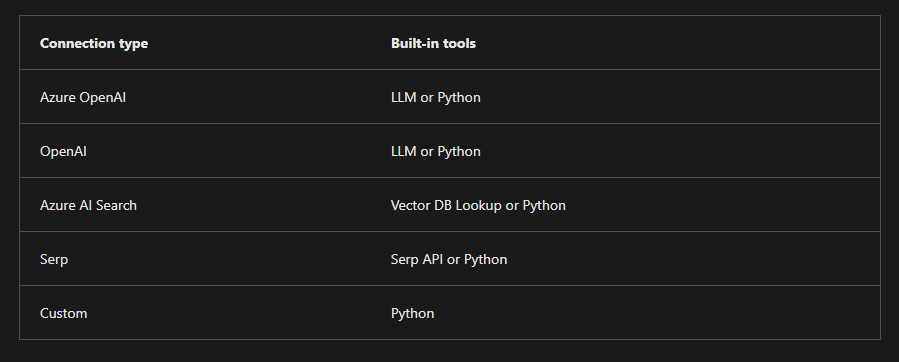 Connection type Built-in tools
Azure OpenAI LLM or Python
OpenAI LLM or Python
Azure AI Search Vector DB Lookup or Python
Serp Serp API or Python
Custom Python